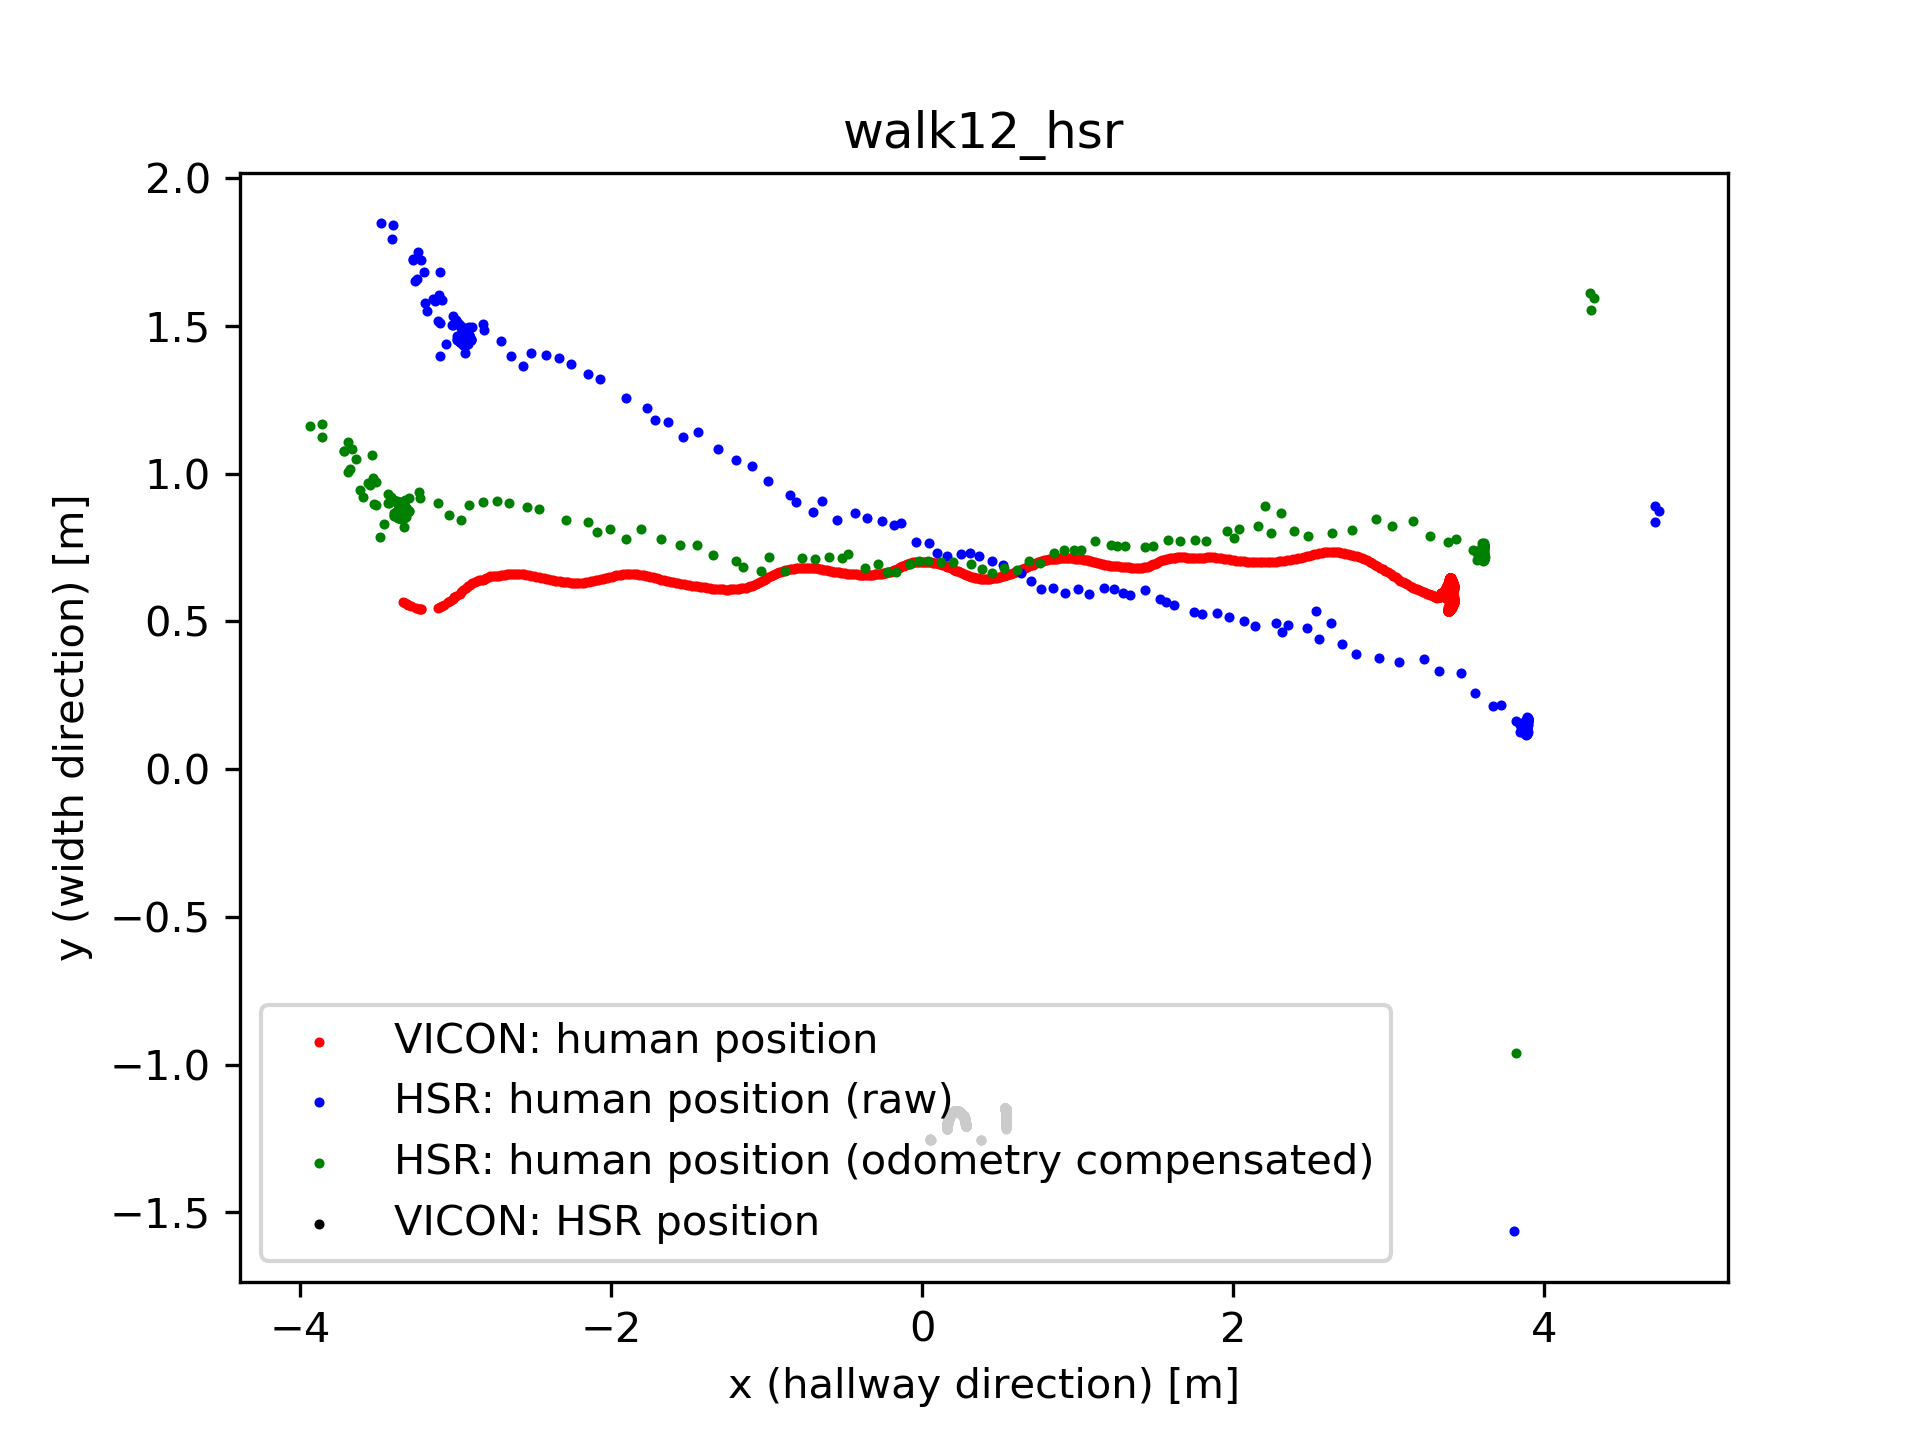 walk12_hsr
2.0
1.5
1.0
0.5
0.0
−0.5
−1.0
−1.5
y (width direction) [m]
VICON: human position
HSR: human position (raw)
HSR: human position (odometry compensated)
VICON: HSR position
−4 −2 0 2 4
x (hallway direction) [m]